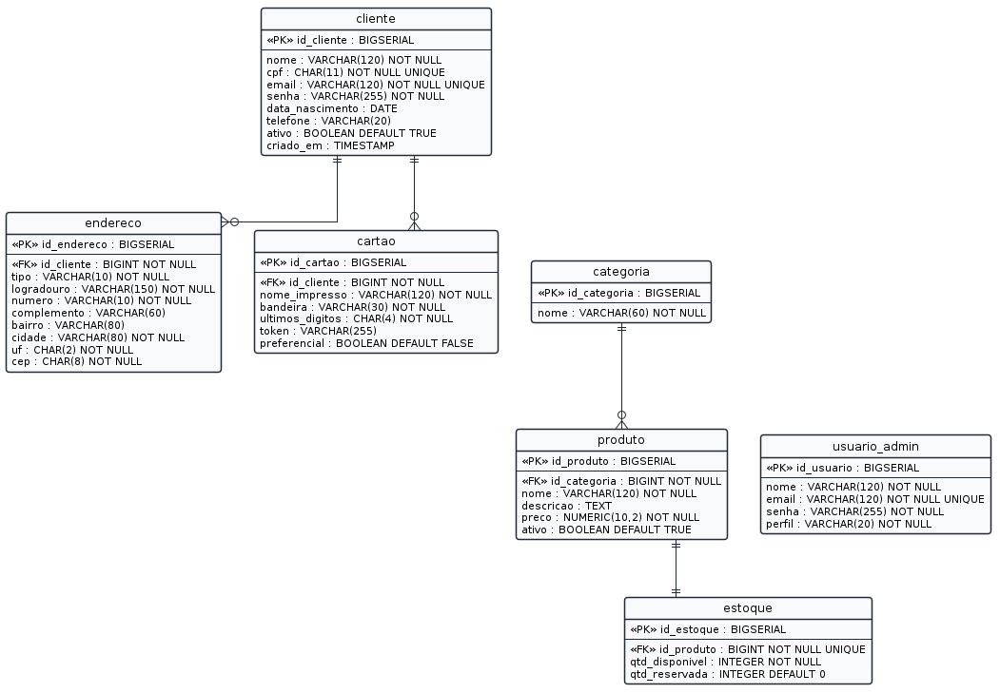 cliente
«PK» id_cliente : BIGSERIAL
nome : VARCHAR(120) NOT NULL
cpf : CHAR(11) NOT NULL UNIQUE
email : VARCHAR(120) NOT NULL UNIQUE
senha : VARCHAR(255) NOT NULL
data_nascimento : DATE
telefone : VARCHAR(20)
ativo : BOOLEAN DEFAULT TRUE
criado_em : TIMESTAMP
endereco
«PK» id_endereco : BIGSERIAL
«FK» id_cliente : BIGINT NOT NULL
tipo : VARCHAR(10) NOT NULL
logradouro : VARCHAR(150) NOT NULL
numero : VARCHAR(10) NOT NULL
complemento : VARCHAR(60)
bairro : VARCHAR(80)
cidade : VARCHAR(80) NOT NULL
uf : CHAR(2) NOT NULL
cep : CHAR(8) NOT NULL
cartao
«PK» id_cartao : BIGSERIAL
«FK» id_cliente : BIGINT NOT NULL
nome_impresso : VARCHAR(120) NOT NULL
bandeira : VARCHAR(30) NOT NULL
ultimos_digitos : CHAR(4) NOT NULL
token : VARCHAR(255)
preferencial : BOOLEAN DEFAULT FALSE
categoria
«PK» id_categoria : BIGSERIAL
nome : VARCHAR(60) NOT NULL
produto
«PK» id_produto : BIGSERIAL
«FK» id_categoria : BIGINT NOT NULL
nome : VARCHAR(120) NOT NULL
descricao : TEXT
preco : NUMERIC(10,2) NOT NULL
ativo : BOOLEAN DEFAULT TRUE
usuario_admin
«PK» id_usuario : BIGSERIAL
nome : VARCHAR(120) NOT NULL
email : VARCHAR(120) NOT NULL UNIQUE
senha : VARCHAR(255) NOT NULL
perfil : VARCHAR(20) NOT NULL
estoque
«PK» id_estoque : BIGSERIAL
«FK» id_produto : BIGINT NOT NULL UNIQUE
qtd_disponivel : INTEGER NOT NULL
qtd_reservada : INTEGER DEFAULT 0